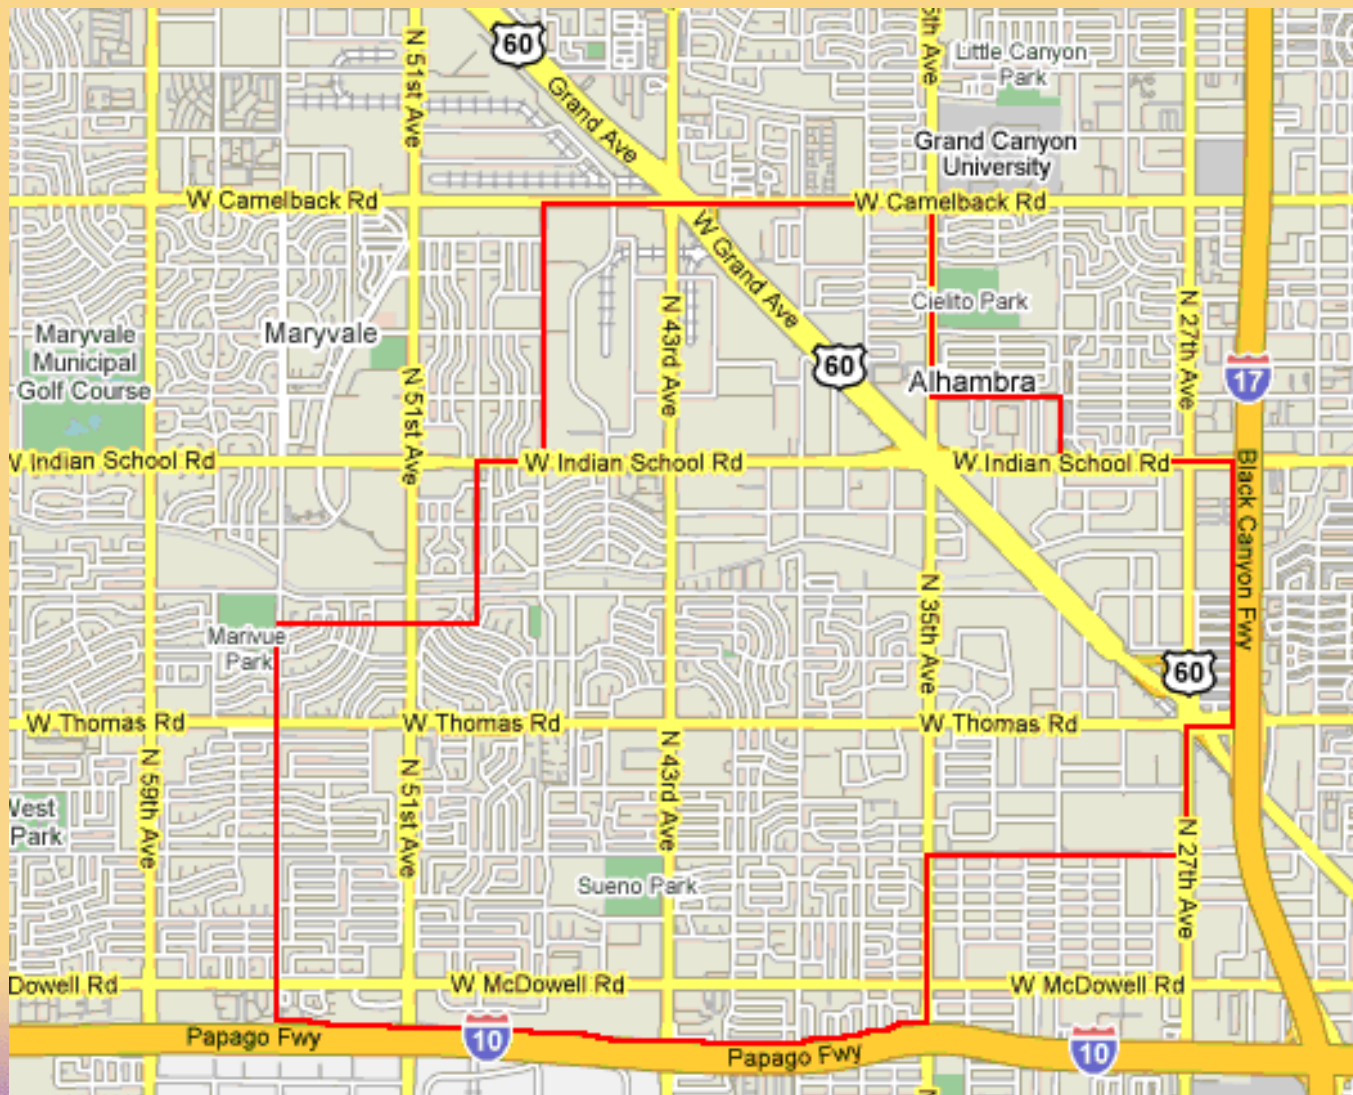 60
N 51st Ave
Grand Ave
5th Ave
Little Canyon
Park
Grand Canyon
University
W Camelback Rd
W Camelback Rd
W Grand Ave
Cielito Park
N 27th Ave
N 43rd Ave
Maryvale
Municipal
Golf Course
Maryvale
60
Alhambra
17
N 51st Ave
W Indian School Rd
W Indian School Rd
W Indian School Rd
Black Canyon Fwy
N 35th Ave
Marivue
Park
60
W Thomas Rd
W Thomas Rd
W Thomas Rd
N 59th Ave
N 51st Ave
N 43rd Ave
West
Park
N 27th Ave
Sueno Park
Dowell Rd
W McDowell Rd
W McDowell Rd
Papago Fwy
10
Papago Fwy
10
N